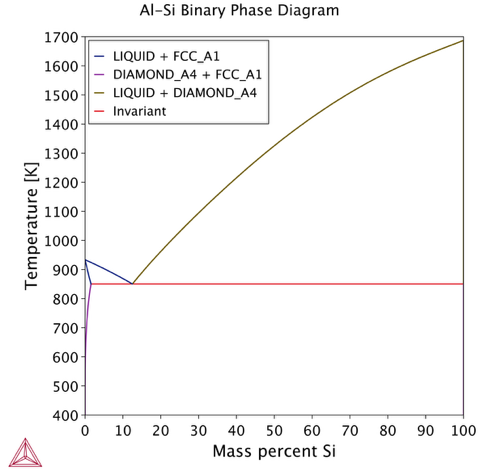 Al-Si Binary Phase Diagram
LIQUID + FCC_A1
DIAMOND_A4 + FCC_A1
LIQUID + DIAMOND_A4
Invariant
Temperature [K]
1700
1600
1500
1400
1300
1200
1100
1000
900
800
700
600
500
400
0 10 20 30 40 50 60 70 80 90 100
Mass percent Si